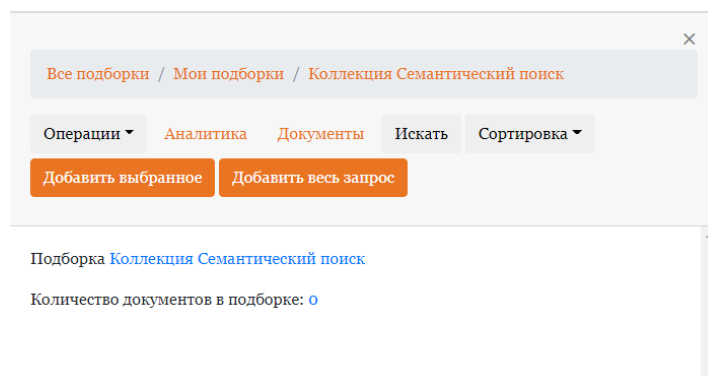 ×
Все подборки / Мои подборки / Коллекция Семантический поиск
Операции Аналитика Документы Искать Сортировка
Добавить выбранное Добавить весь запрос
Подборка Коллекция Семантический поиск
Количество документов в подборке: 0